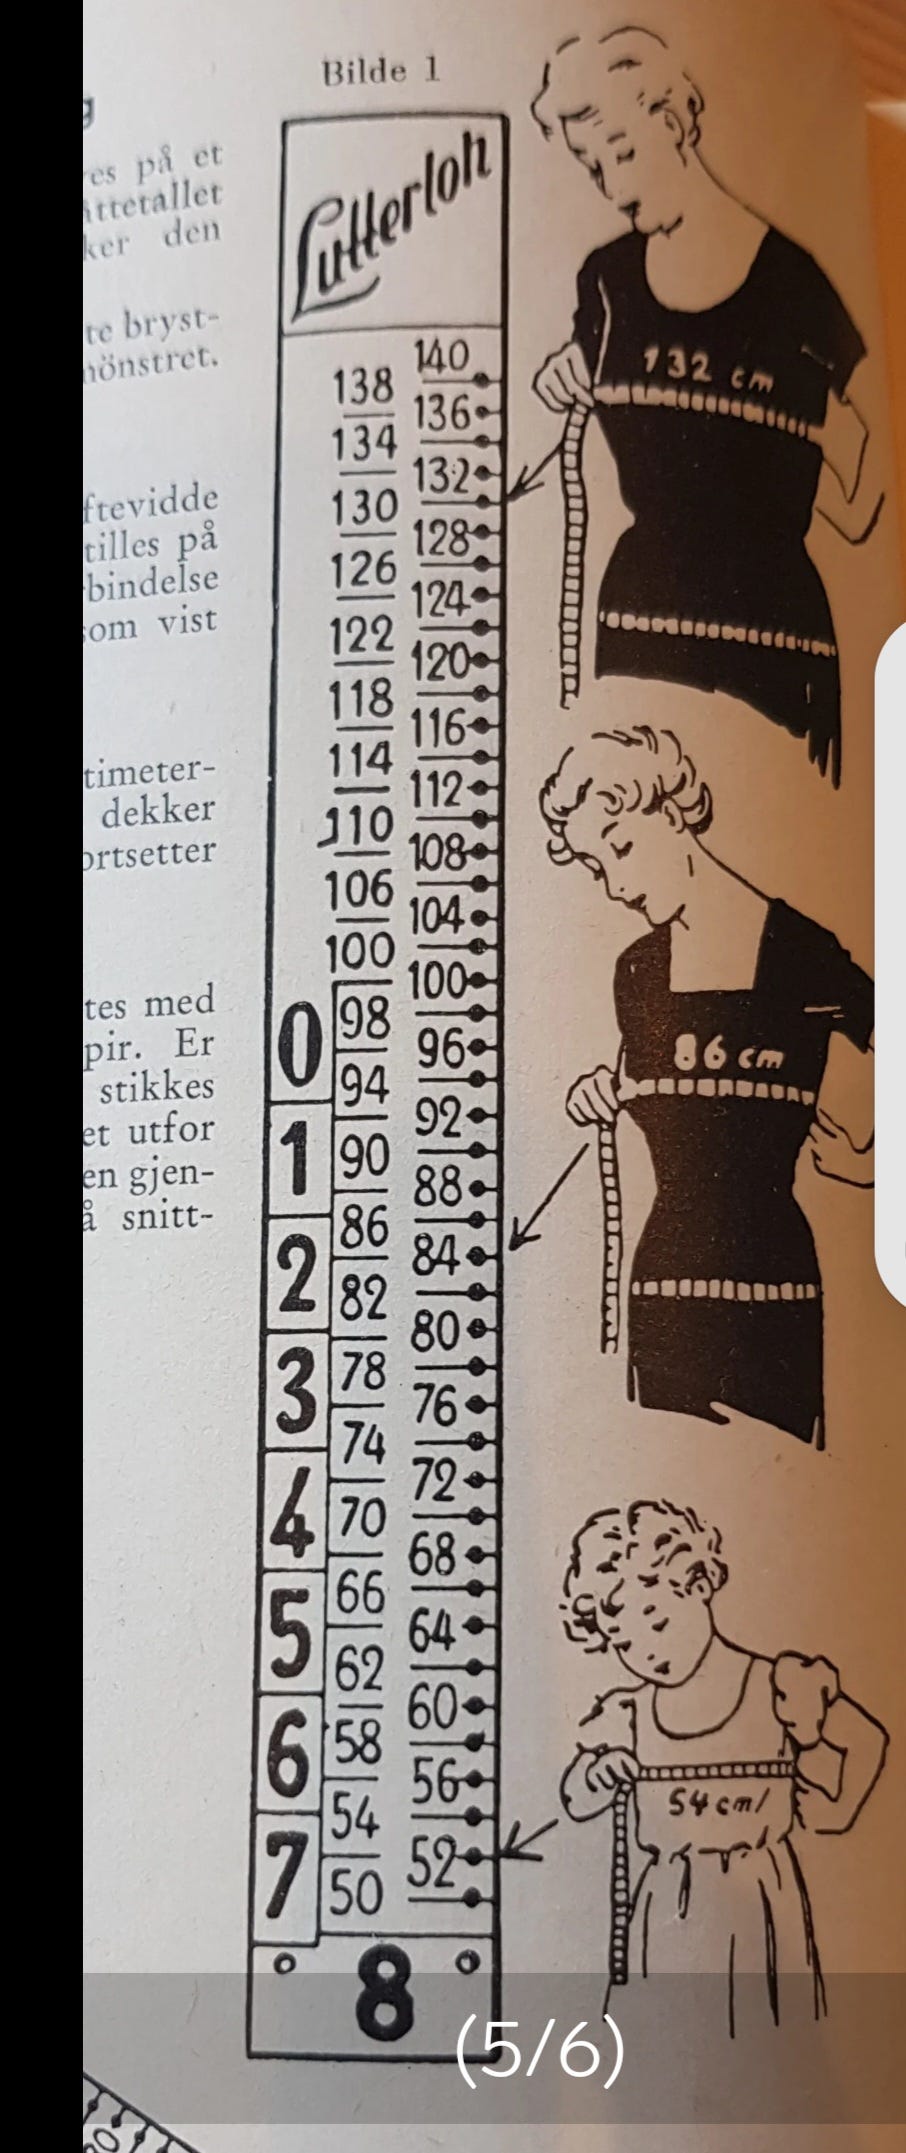 Bilde 1
g
es på et
åttetallet
ker den
te bryst-
mönstret.
ftevidde
tilles på
bindelse
som vist
timeter-
dekker
ortsetter
tes med
pir. Er
stikkes
et utfor
en gjen-
å snitt-
Lutterloh
140
138
136
134
132
130
128
126
124
122
120
118
116
114
112
110
108
106
104
100
100
0
98
96
94
92
1
90
88
86
84
2
82
80
3
78
76
74
72
4
70
68
66
5
64
62
60
6
58
56
54
7
52
50
8
132 cm
86 cm
54 cm
(5/6)